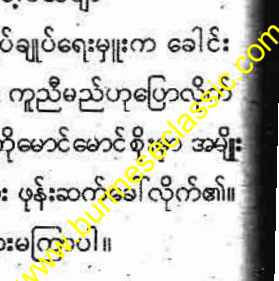 ပ်ချုပ်ရေးမှူးက ခေါင်း
ကူညီမည်ဟုပြောလိုက်
ကိုမောင်မောင်စိုး အမျိုး
ဖုန်းဆက်ခေါ်လိုက်၏။
းမကြာပါ။
www.burmeseclassic.com